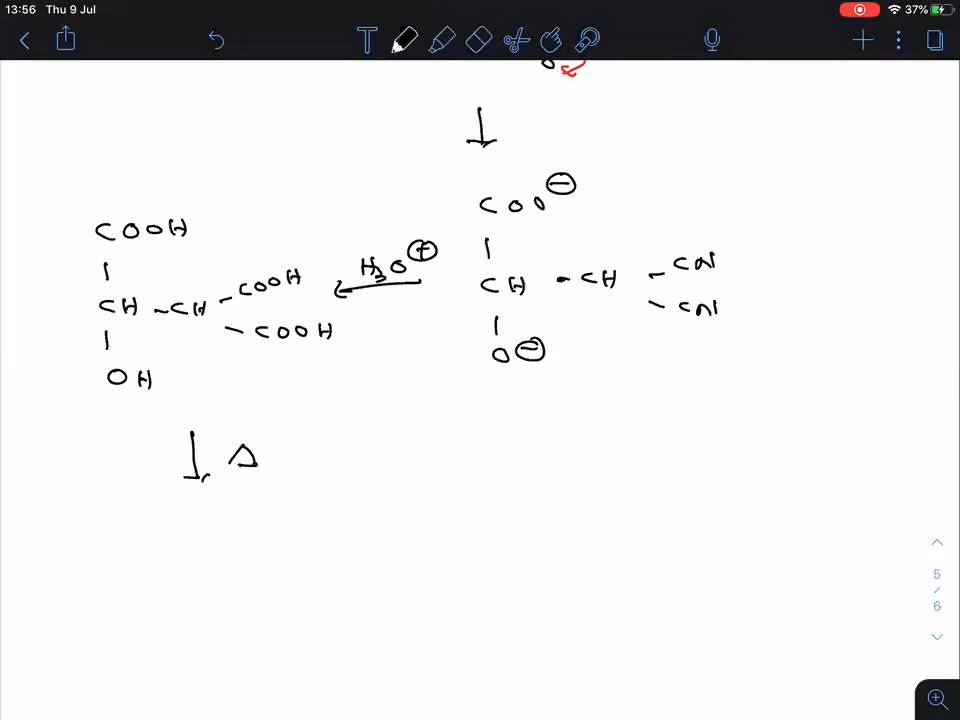 13:56 Thu 9 Jul 37%
T
COO⊖
COOH
H₃O⊕
CH - CH - CN
- CN
CH - CH - COOH
- COOH
O⊖
OH
Δ
5
/
6